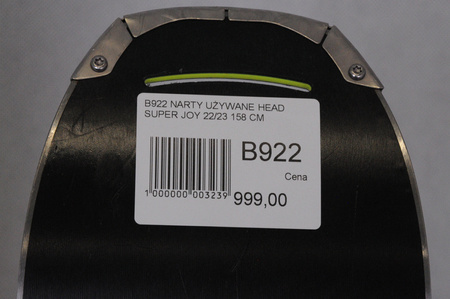 B922 NARTY UŻYWANE HEAD
SUPER JOY 22/23 158 CM
B922
Cena
1 000000 003239
999,00